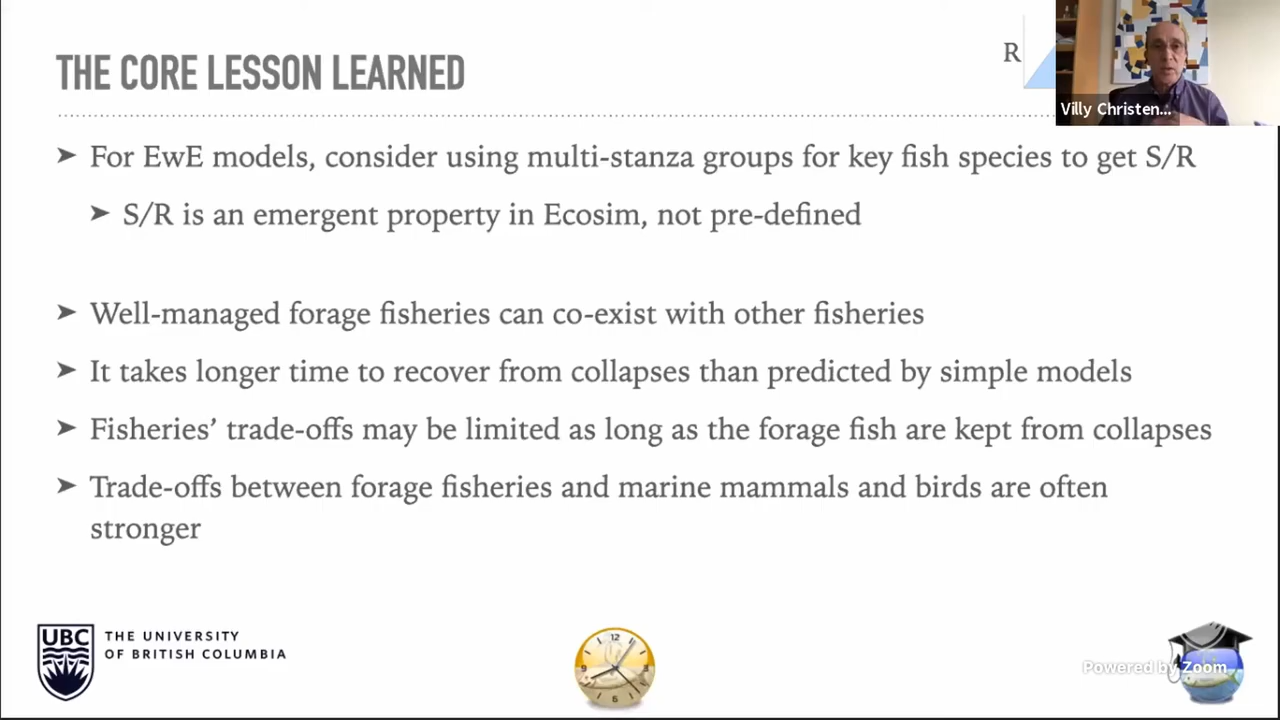 THE CORE LESSON LEARNED
R
Villy Christen...
➤ For EwE models, consider using multi-stanza groups for key fish species to get S/R
➤ S/R is an emergent property in Ecosim, not pre-defined
➤ Well-managed forage fisheries can co-exist with other fisheries
➤ It takes longer time to recover from collapses than predicted by simple models
➤ Fisheries’ trade-offs may be limited as long as the forage fish are kept from collapses
➤ Trade-offs between forage fisheries and marine mammals and birds are often
stronger
UBC
THE UNIVERSITY
OF BRITISH COLUMBIA
12
9
6
Powered by Zoom